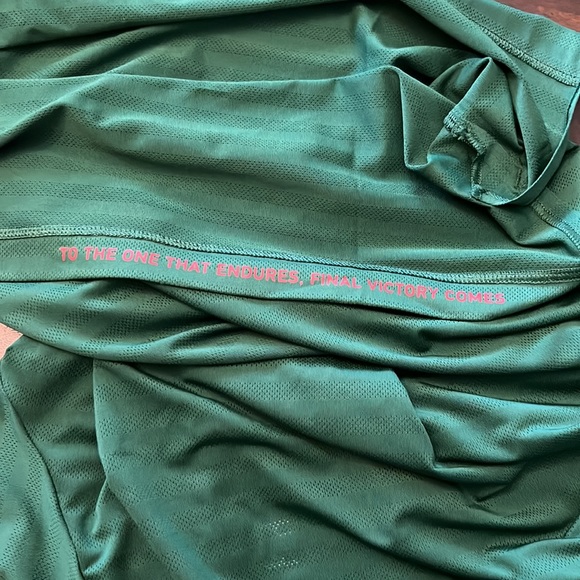 TO THE ONE THAT ENDURES, FINAL VICTORY COMES